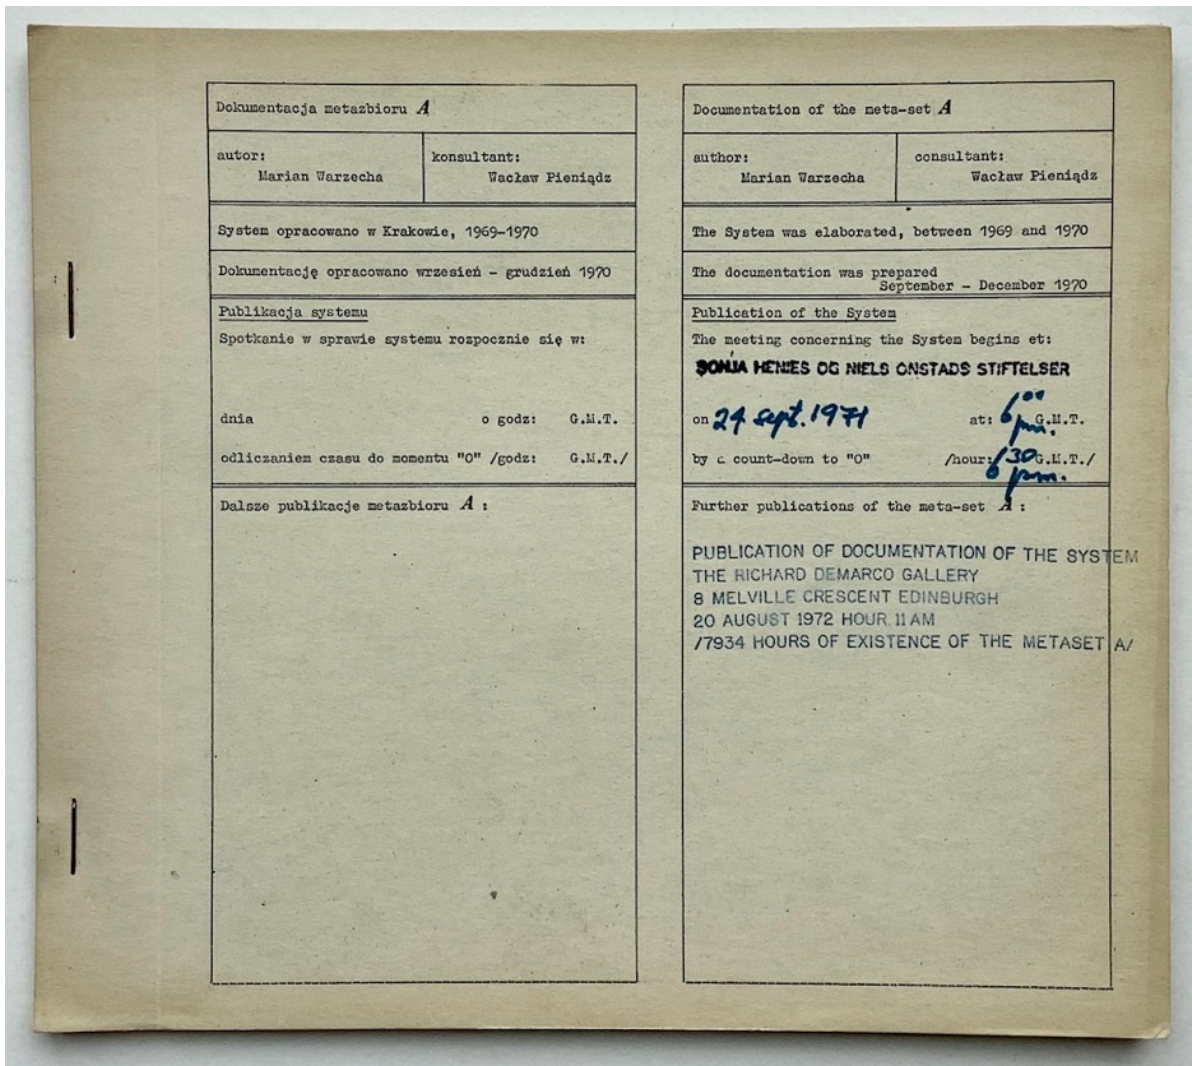 Dokumentacja metazbioru A
autor:
Marian Warzecha
konsultant:
Wacław Pieniądz
System opracowano w Krakowie, 1969-1970
Dokumentację opracowano wrzesień - grudzień 1970
Publikacja systemu
Spotkanie w sprawie systemu rozpocznie się w:
dnia o godz: G.M.T.
odliczaniem czasu do momentu "O" /godz: G.M.T./
Dalsze publikacje metazbioru A :
Documentation of the meta-set A
author:
Marian Warzecha
consultant:
Wacław Pieniądz
The System was elaborated, between 1969 and 1970
The documentation was prepared
September - December 1970
Publication of the System
The meeting concerning the System begins et:
SONJA HENIES OG NIELS ONSTADS STIFTELSER
on 24 sept. 1971 at: 6 00 pm. G.M.T.
by a count-down to "O" /hour: 6 30 pm. G.M.T./
Further publications of the meta-set A :
PUBLICATION OF DOCUMENTATION OF THE SYSTEM
THE RICHARD DEMARCO GALLERY
8 MELVILLE CRESCENT EDINBURGH
20 AUGUST 1972 HOUR 11 AM
/7934 HOURS OF EXISTENCE OF THE METASET A/